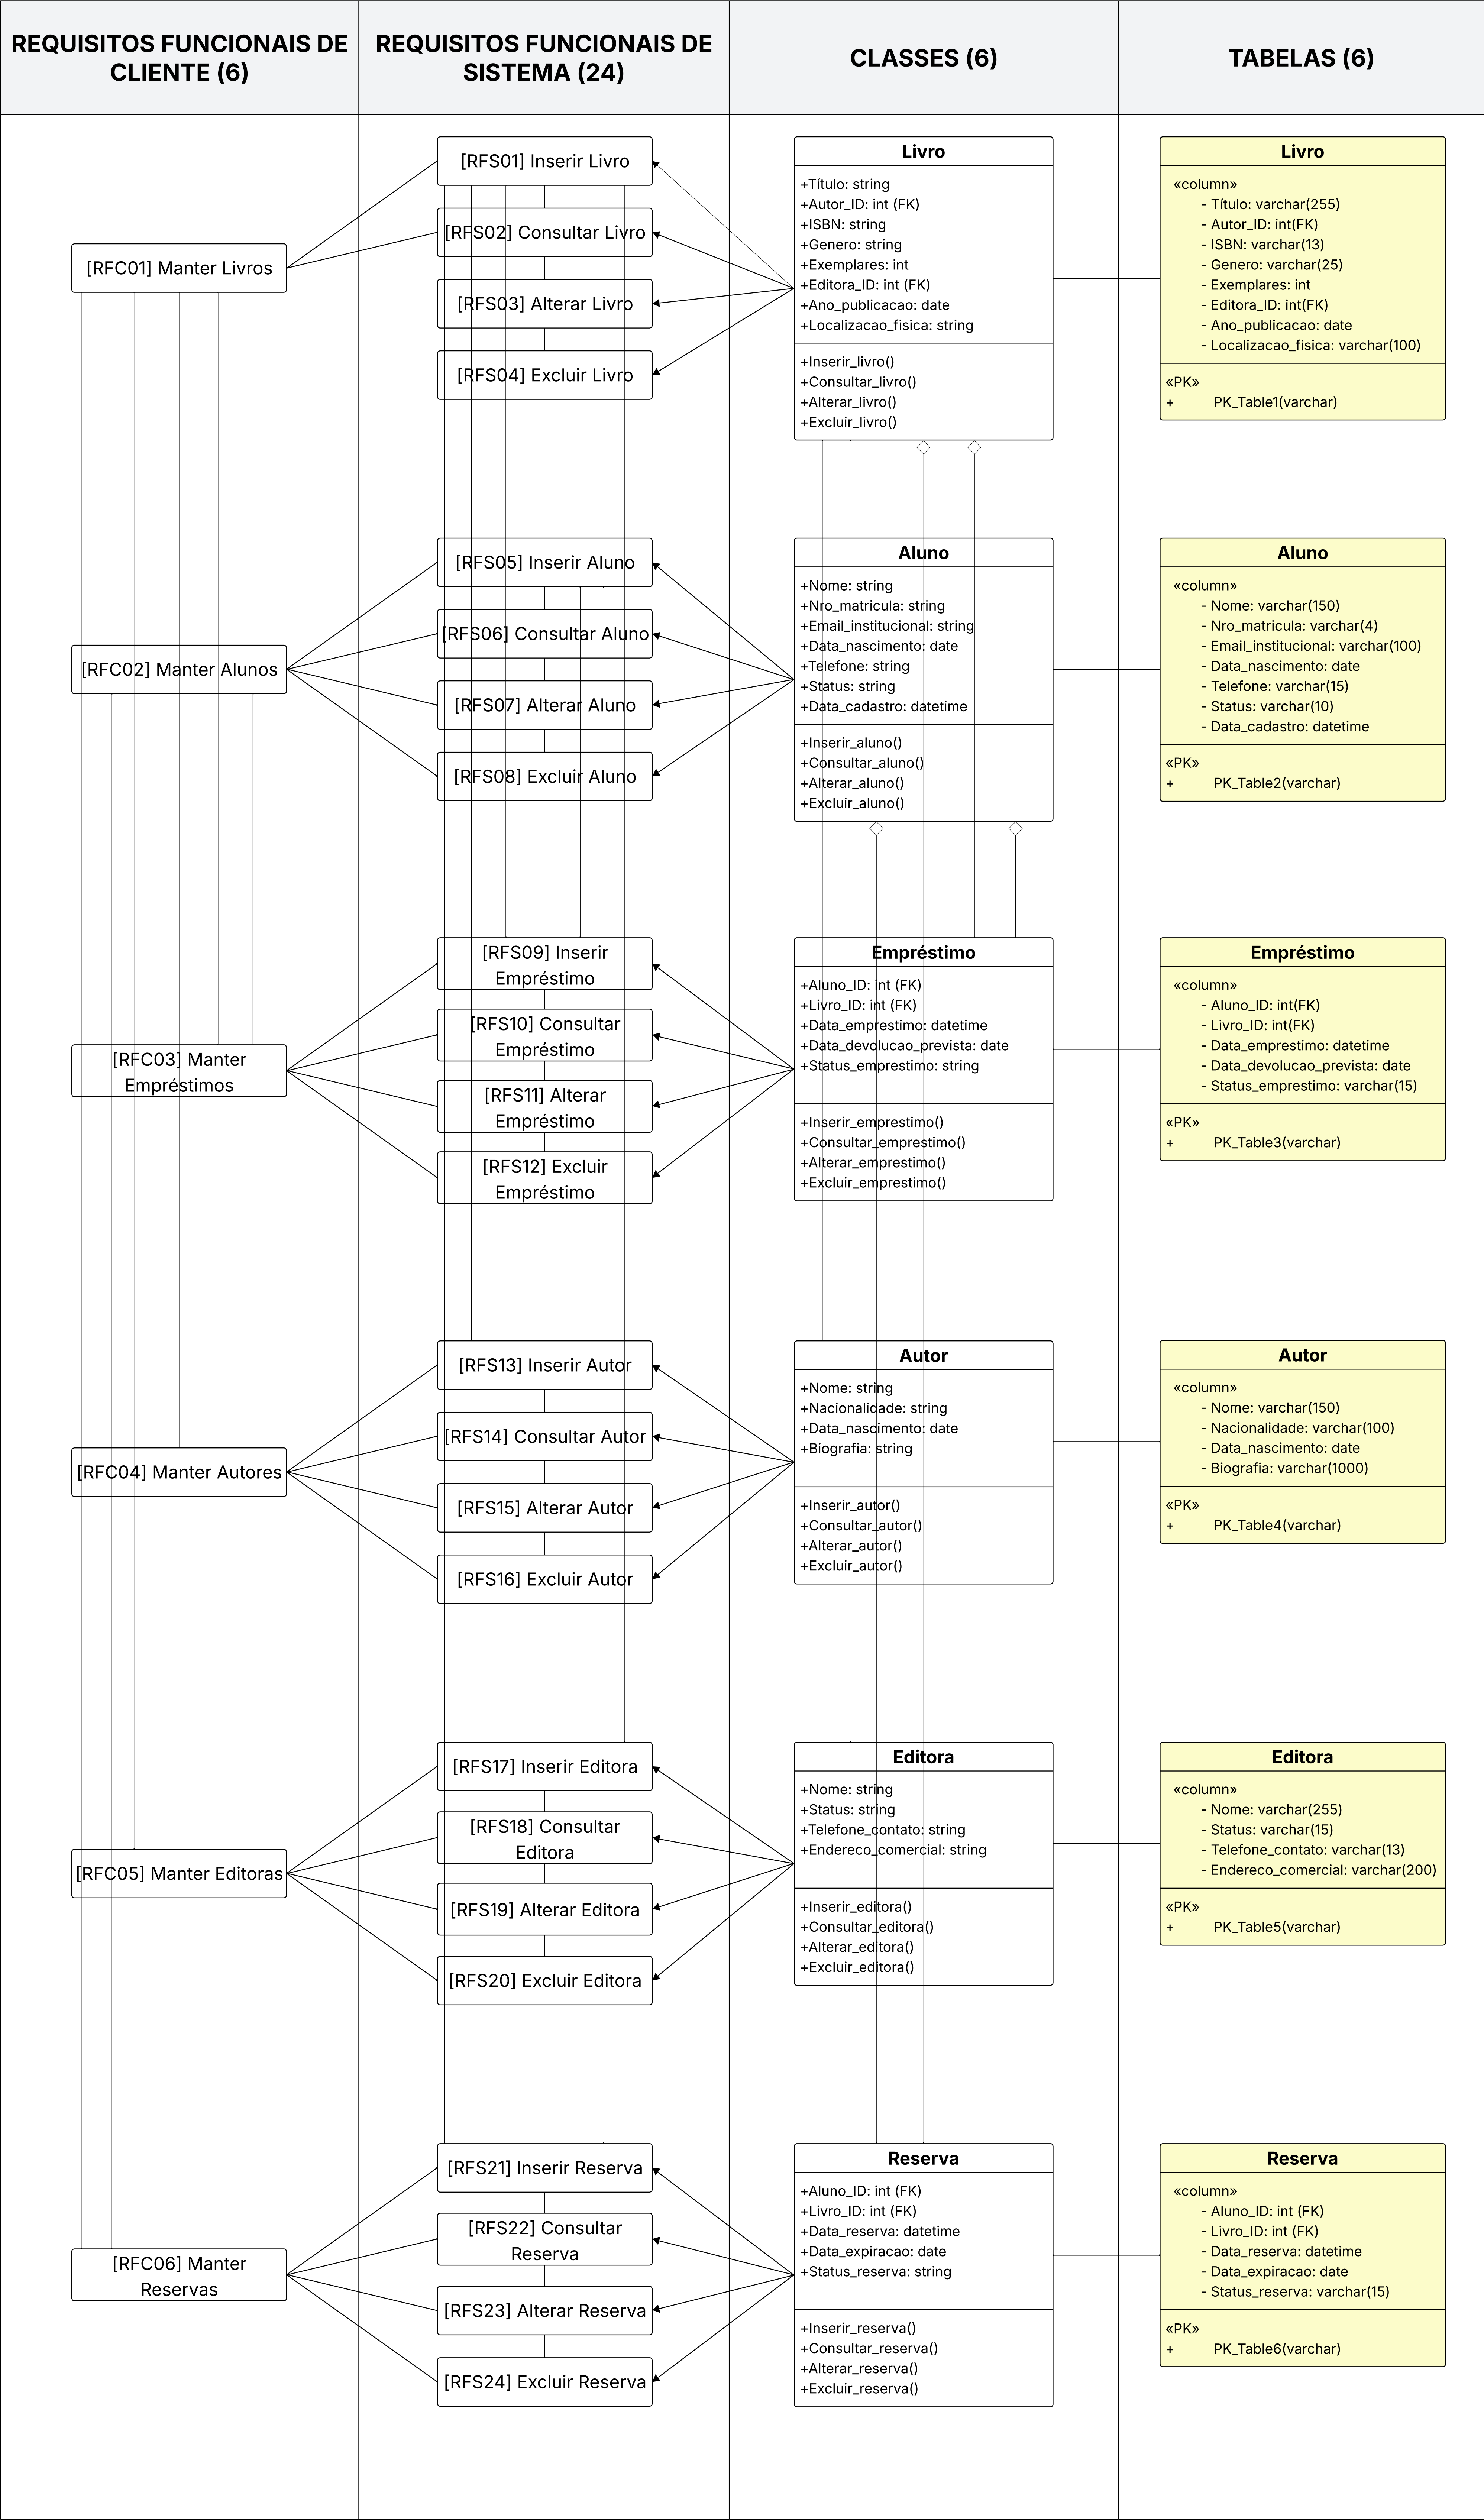 REQUISITOS FUNCIONAIS DE
CLIENTE (6)
REQUISITOS FUNCIONAIS DE
SISTEMA (24)
CLASSES (6)
TABELAS (6)
[RFC01] Manter Livros
[RFS01] Inserir Livro
[RFS02] Consultar Livro
[RFS03] Alterar Livro
[RFS04] Excluir Livro
Livro
+Título: string
+Autor_ID: int (FK)
+ISBN: string
+Genero: string
+Exemplares: int
+Editora_ID: int (FK)
+Ano_publicacao: date
+Localizacao_fisica: string
+Inserir_livro()
+Consultar_livro()
+Alterar_livro()
+Excluir_livro()
Livro
«column»
- Título: varchar(255)
- Autor_ID: int(FK)
- ISBN: varchar(13)
- Genero: varchar(25)
- Exemplares: int
- Editora_ID: int(FK)
- Ano_publicacao: date
- Localizacao_fisica: varchar(100)
«PK»
+ PK_Table1(varchar)
[RFC02] Manter Alunos
[RFS05] Inserir Aluno
[RFS06] Consultar Aluno
[RFS07] Alterar Aluno
[RFS08] Excluir Aluno
Aluno
+Nome: string
+Nro_matricula: string
+Email_institucional: string
+Data_nascimento: date
+Telefone: string
+Status: string
+Data_cadastro: datetime
+Inserir_aluno()
+Consultar_aluno()
+Alterar_aluno()
+Excluir_aluno()
Aluno
«column»
- Nome: varchar(150)
- Nro_matricula: varchar(4)
- Email_institucional: varchar(100)
- Data_nascimento: date
- Telefone: varchar(15)
- Status: varchar(10)
- Data_cadastro: datetime
«PK»
+ PK_Table2(varchar)
[RFC03] Manter
Empréstimos
[RFS09] Inserir
Empréstimo
[RFS10] Consultar
Empréstimo
[RFS11] Alterar
Empréstimo
[RFS12] Excluir
Empréstimo
Empréstimo
+Aluno_ID: int (FK)
+Livro_ID: int (FK)
+Data_emprestimo: datetime
+Data_devolucao_prevista: date
+Status_emprestimo: string
+Inserir_emprestimo()
+Consultar_emprestimo()
+Alterar_emprestimo()
+Excluir_emprestimo()
Empréstimo
«column»
- Aluno_ID: int(FK)
- Livro_ID: int(FK)
- Data_emprestimo: datetime
- Data_devolucao_prevista: date
- Status_emprestimo: varchar(15)
«PK»
+ PK_Table3(varchar)
[RFC04] Manter Autores
[RFS13] Inserir Autor
[RFS14] Consultar Autor
[RFS15] Alterar Autor
[RFS16] Excluir Autor
Autor
+Nome: string
+Nacionalidade: string
+Data_nascimento: date
+Biografia: string
+Inserir_autor()
+Consultar_autor()
+Alterar_autor()
+Excluir_autor()
Autor
«column»
- Nome: varchar(150)
- Nacionalidade: varchar(100)
- Data_nascimento: date
- Biografia: varchar(1000)
«PK»
+ PK_Table4(varchar)
[RFC05] Manter Editoras
[RFS17] Inserir Editora
[RFS18] Consultar
Editora
[RFS19] Alterar Editora
[RFS20] Excluir Editora
Editora
+Nome: string
+Status: string
+Telefone_contato: string
+Endereco_comercial: string
+Inserir_editora()
+Consultar_editora()
+Alterar_editora()
+Excluir_editora()
Editora
«column»
- Nome: varchar(255)
- Status: varchar(15)
- Telefone_contato: varchar(13)
- Endereco_comercial: varchar(200)
«PK»
+ PK_Table5(varchar)
[RFC06] Manter
Reservas
[RFS21] Inserir Reserva
[RFS22] Consultar
Reserva
[RFS23] Alterar Reserva
[RFS24] Excluir Reserva
Reserva
+Aluno_ID: int (FK)
+Livro_ID: int (FK)
+Data_reserva: datetime
+Data_expiracao: date
+Status_reserva: string
+Inserir_reserva()
+Consultar_reserva()
+Alterar_reserva()
+Excluir_reserva()
Reserva
«column»
- Aluno_ID: int (FK)
- Livro_ID: int (FK)
- Data_reserva: datetime
- Data_expiracao: date
- Status_reserva: varchar(15)
«PK»
+ PK_Table6(varchar)